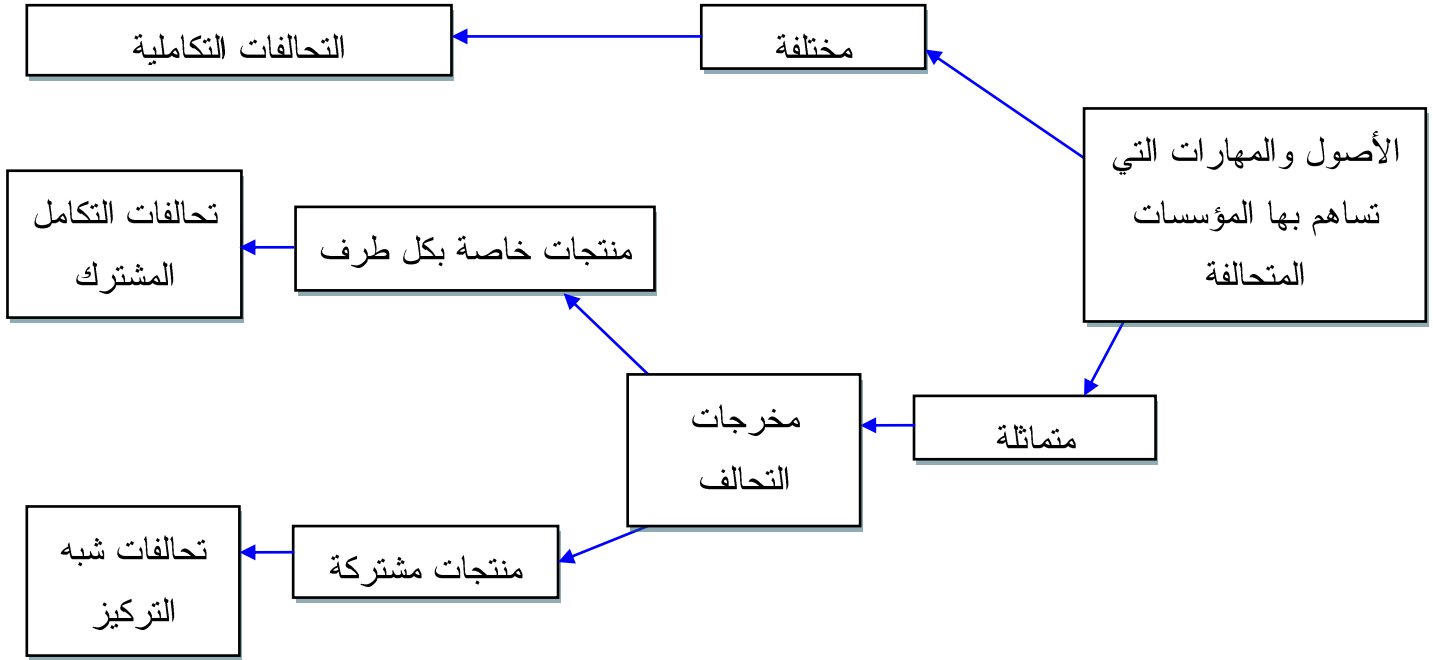 الأصول والمهارات التي
تساهم بها المؤسسات
المتحالفة
مختلفة
التحالفات التكاملية
متماثلة
مخرجات
التحالف
منتجات خاصة بكل طرف
تحالفات التكامل
المشترك
منتجات مشتركة
تحالفات شبه
التركيز